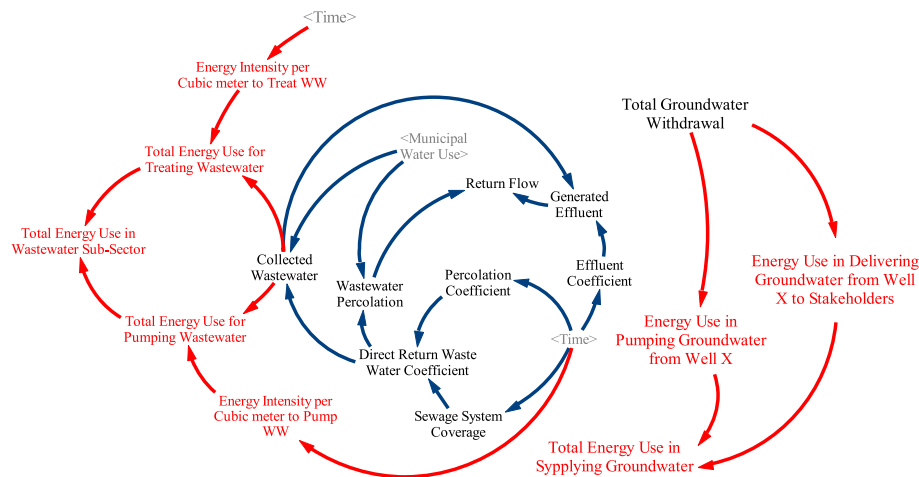 <Time>
Energy Intensity per
Cubic meter to Treat WW
Total Energy Use for
Treating Wastewater
Total Energy Use in
Wastewater Sub-Sector
Total Energy Use for
Pumping Wastewater
Energy Intensity per
Cubic meter to Pump
WW
<Municipal
Water Use>
Return Flow
Generated
Effluent
Collected
Wastewater
Wastewater
Percolation
Percolation
Coefficient
Effluent
Coefficient
<Time>
Direct Return Waste
Water Coefficient
Sewage System
Coverage
Total Groundwater
Withdrawal
Energy Use in Delivering
Groundwater from Well
X to Stakeholders
Energy Use in
Pumping Groundwater
from Well X
Total Energy Use in
Sypplying Groundwater